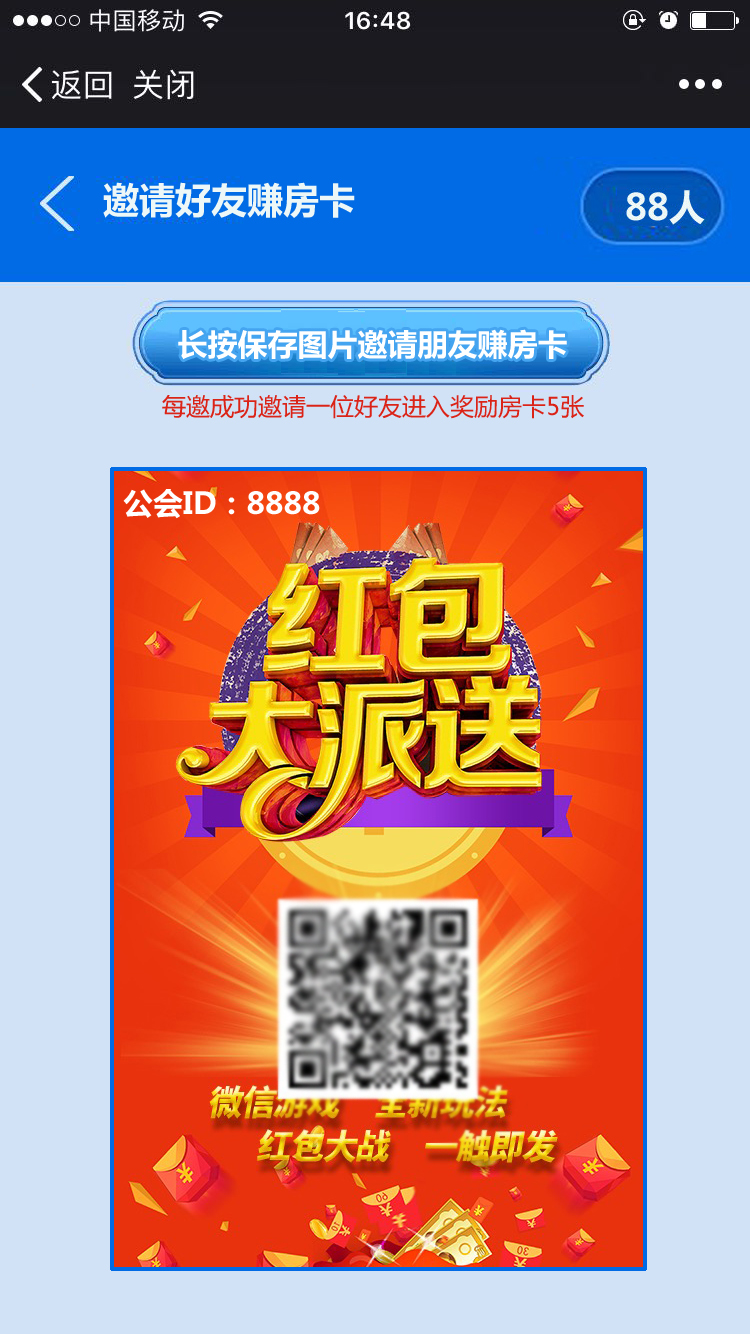 中国移动 16:48
返回 关闭
邀请好友赚房卡
88人
长按保存图片邀请朋友赚房卡
每邀成功邀请一位好友进入奖励房卡5张
公会ID：8888
红包
大派送
微信游戏 全新玩法
红包大战 一触即发
60
30